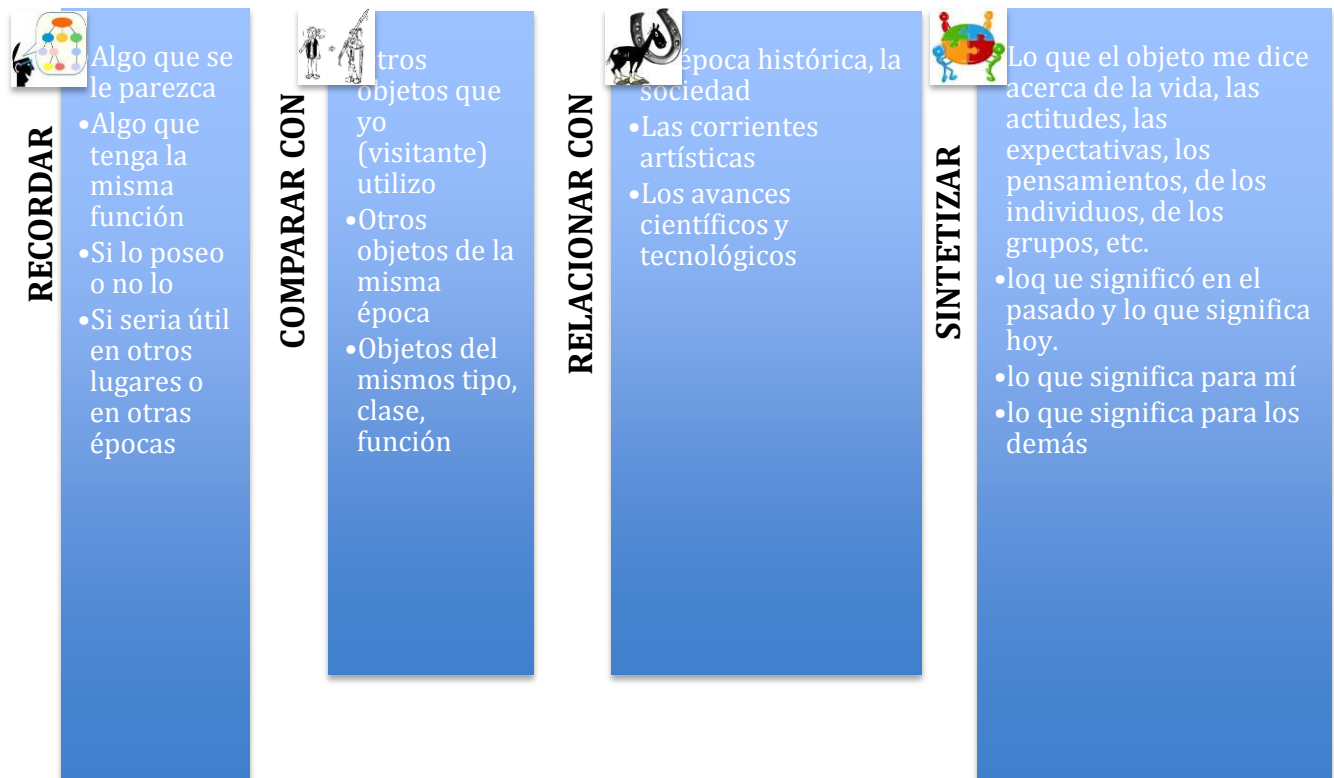 RECORDAR
•Algo que se
le parezca
•Algo que
tenga la
misma
función
•Si lo poseo
o no lo
•Si seria útil
en otros
lugares o
en otras
épocas
COMPARAR CON
tros
objetos que
yo
(visitante)
utilizo
•Otros
objetos de la
misma
época
•Objetos del
mismos tipo,
clase,
función
RELACIONAR CON
época histórica, la
sociedad
•Las corrientes
artísticas
•Los avances
científicos y
tecnológicos
SINTETIZAR
Lo que el objeto me dice
acerca de la vida, las
actitudes, las
expectativas, los
pensamientos, de los
individuos, de los
grupos, etc.
•loq ue significó en el
pasado y lo que significa
hoy.
•lo que significa para mí
•lo que significa para los
demás